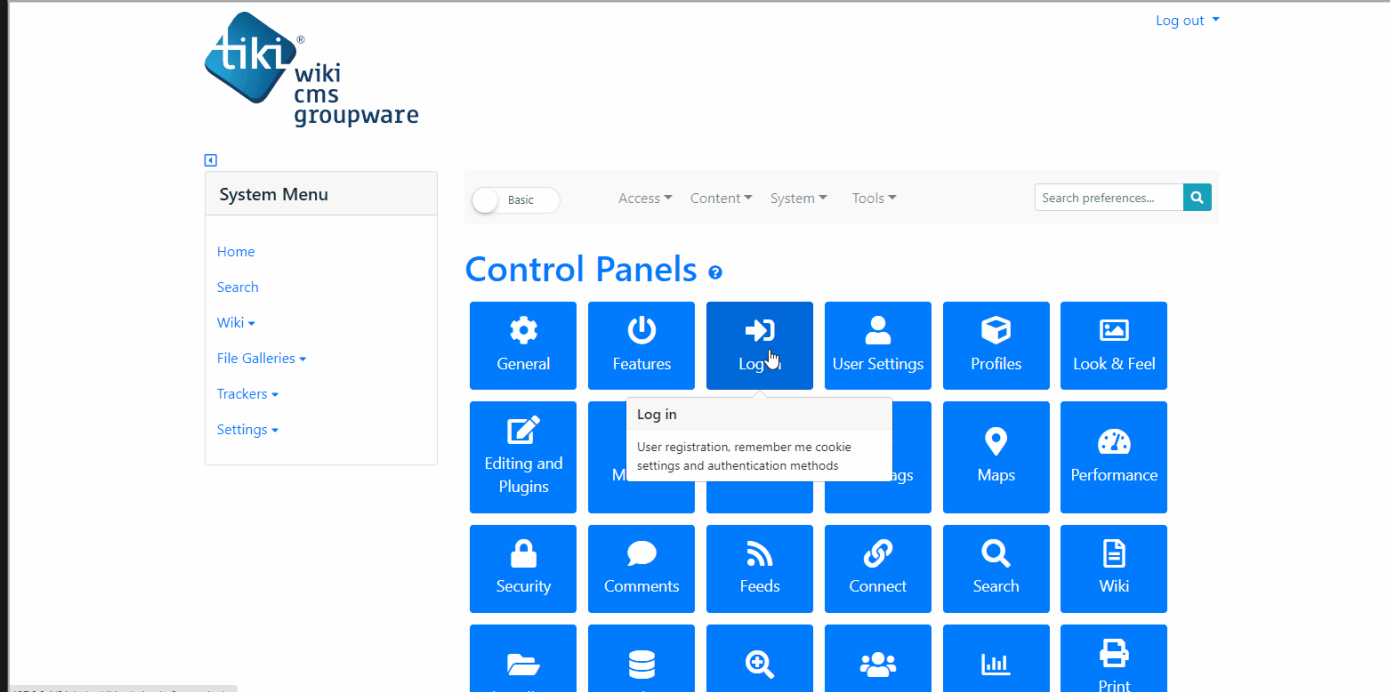 Log out
tiki®
wiki
cms
groupware
System Menu
Home
Search
Wiki
File Galleries
Trackers
Settings
Basic
Access
Content
System
Tools
Search preferences...
Control Panels
General
Features
Log in
User Settings
Profiles
Look & Feel
Log in
User registration, remember me cookie
settings and authentication methods
Editing and
Plugins
Maps
Performance
Security
Comments
Feeds
Connect
Search
Wiki
Print